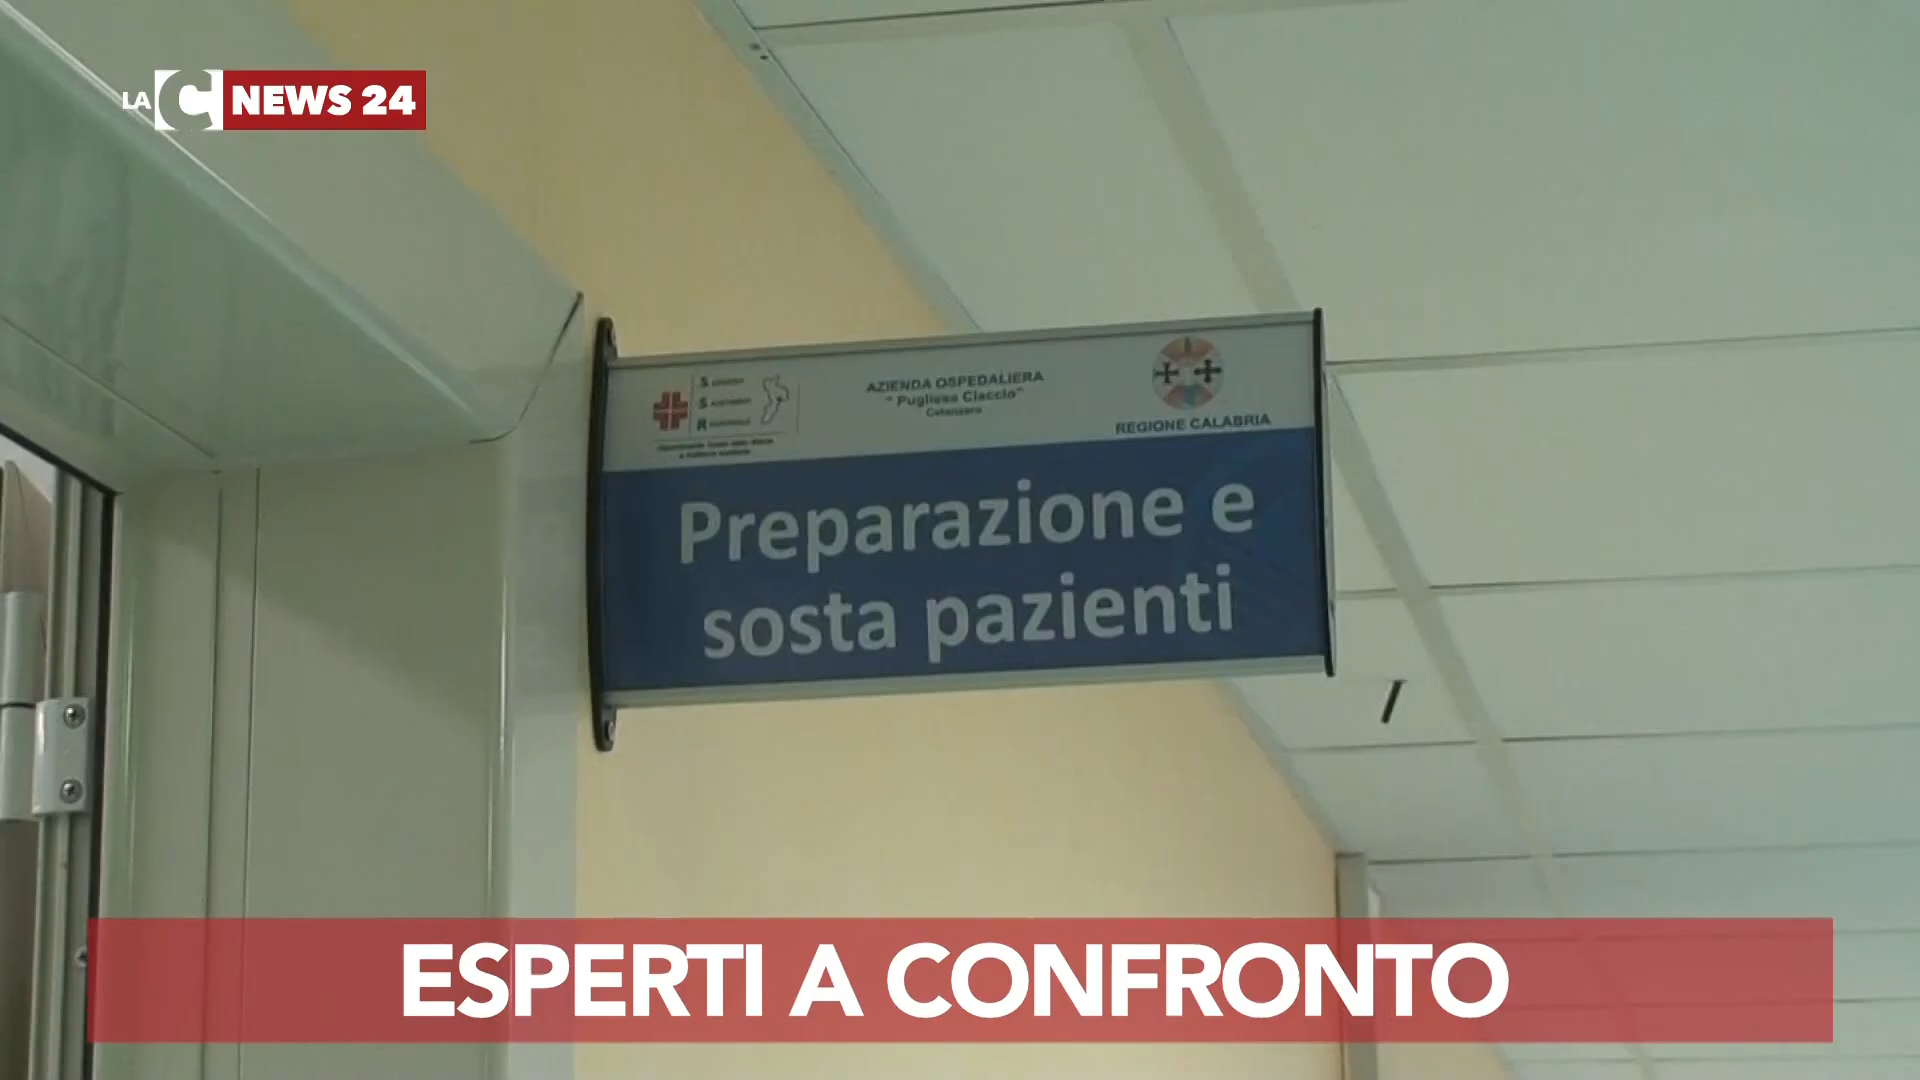 LA C NEWS 24
S
S
R
AZIENDA OSPEDALIERA
" Pugliese Ciaccio"
Catanzaro
REGIONE CALABRIA
Preparazione e
sosta pazienti
ESPERTI A CONFRONTO